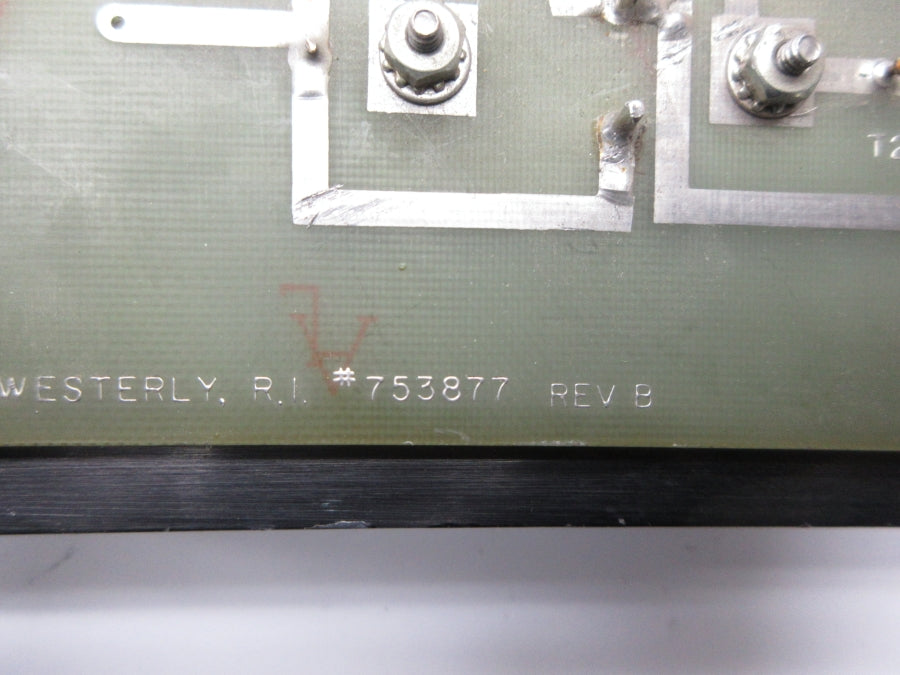 T2
WESTERLY, R.I. #753877 REV B